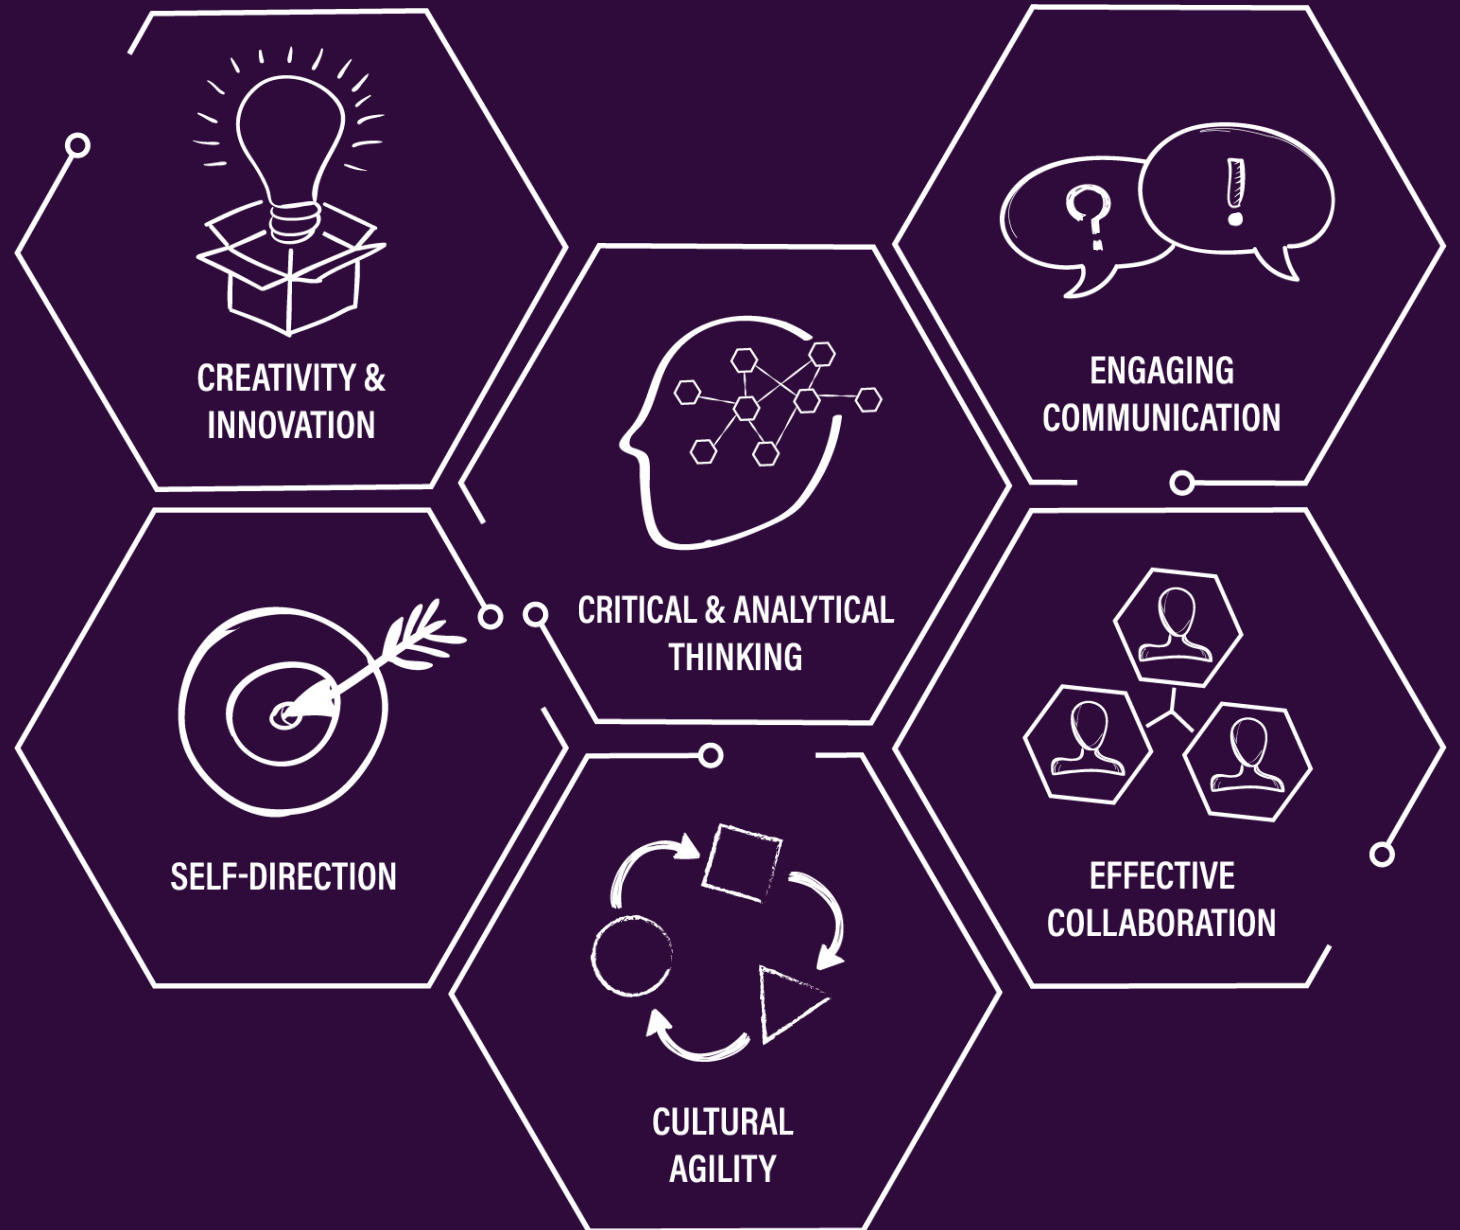 CREATIVITY &
INNOVATION
ENGAGING
COMMUNICATION
CRITICAL & ANALYTICAL
THINKING
SELF-DIRECTION
EFFECTIVE
COLLABORATION
CULTURAL
AGILITY